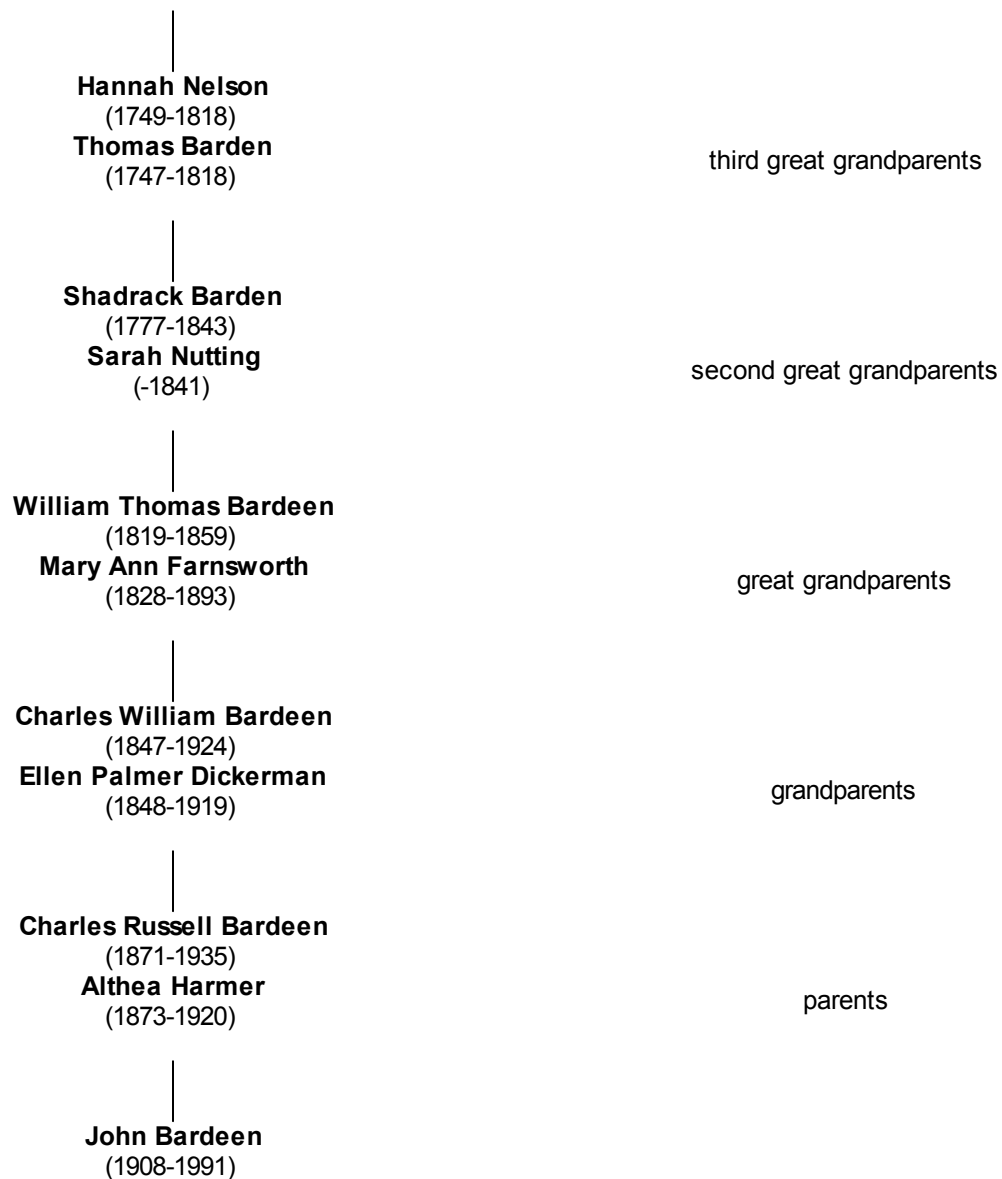 Hannah Nelson
(1749-1818)
Thomas Barden
(1747-1818)
third great grandparents
Shadrack Barden
(1777-1843)
Sarah Nutting
(-1841)
second great grandparents
William Thomas Bardeen
(1819-1859)
Mary Ann Farnsworth
(1828-1893)
great grandparents
Charles William Bardeen
(1847-1924)
Ellen Palmer Dickerman
(1848-1919)
grandparents
Charles Russell Bardeen
(1871-1935)
Althea Harmer
(1873-1920)
parents
John Bardeen
(1908-1991)